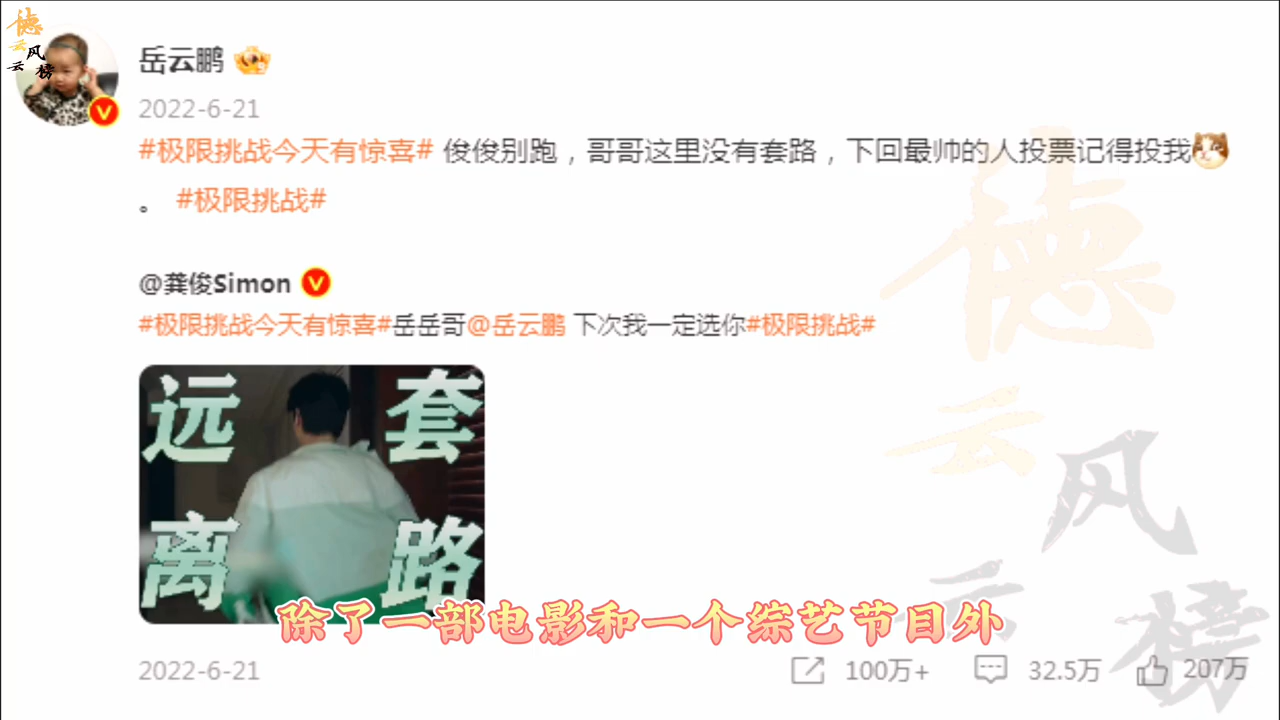 德云风云榜
岳云鹏
2022-6-21
#极限挑战今天有惊喜# 俊俊别跑，哥哥这里没有套路，下回最帅的人投票记得投我
。 #极限挑战#
@龚俊Simon
#极限挑战今天有惊喜#岳岳哥@岳云鹏 下次我一定选你#极限挑战#
远 套
离 路
除了一部电影和一个综艺节目外
2022-6-21 100万+ 32.5万 207万
德云风云榜